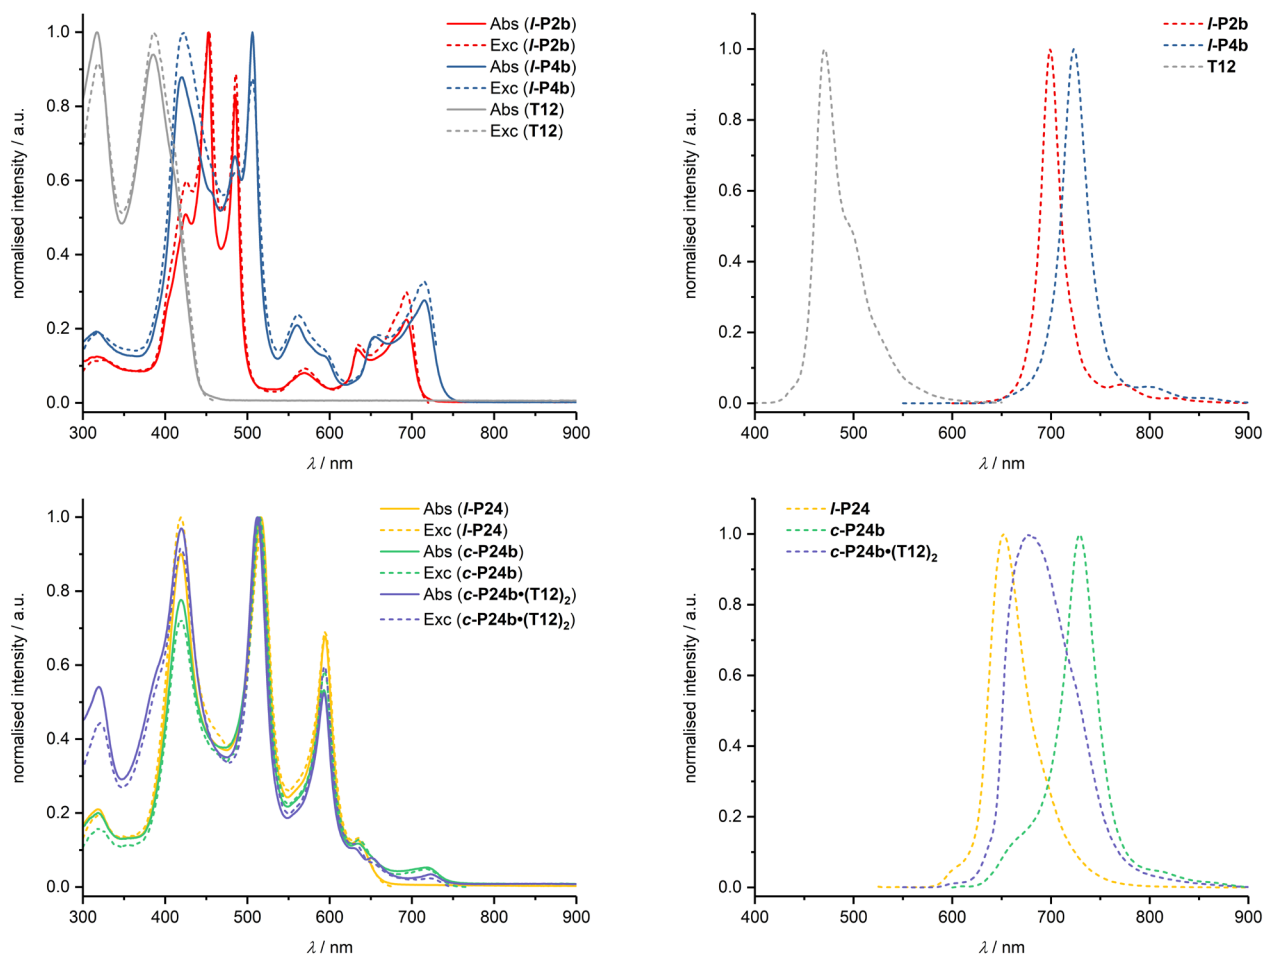 Abs (l-P2b)
Exc (l-P2b)
Abs (l-P4b)
Exc (l-P4b)
Abs (T12)
Exc (T12)
normalised intensity / a.u.
1.0
0.8
0.6
0.4
0.2
0.0
300 400 500 600 700 800 900
λ / nm
l-P2b
l-P4b
T12
normalised intensity / a.u.
1.0
0.8
0.6
0.4
0.2
0.0
400 500 600 700 800 900
λ / nm
Abs (l-P24)
Exc (l-P24)
Abs (c-P24b)
Exc (c-P24b)
Abs (c-P24b•(T12)₂)
Exc (c-P24b•(T12)₂)
normalised intensity / a.u.
1.0
0.8
0.6
0.4
0.2
0.0
300 400 500 600 700 800 900
λ / nm
l-P24
c-P24b
c-P24b•(T12)₂
normalised intensity / a.u.
1.0
0.8
0.6
0.4
0.2
0.0
400 500 600 700 800 900
λ / nm